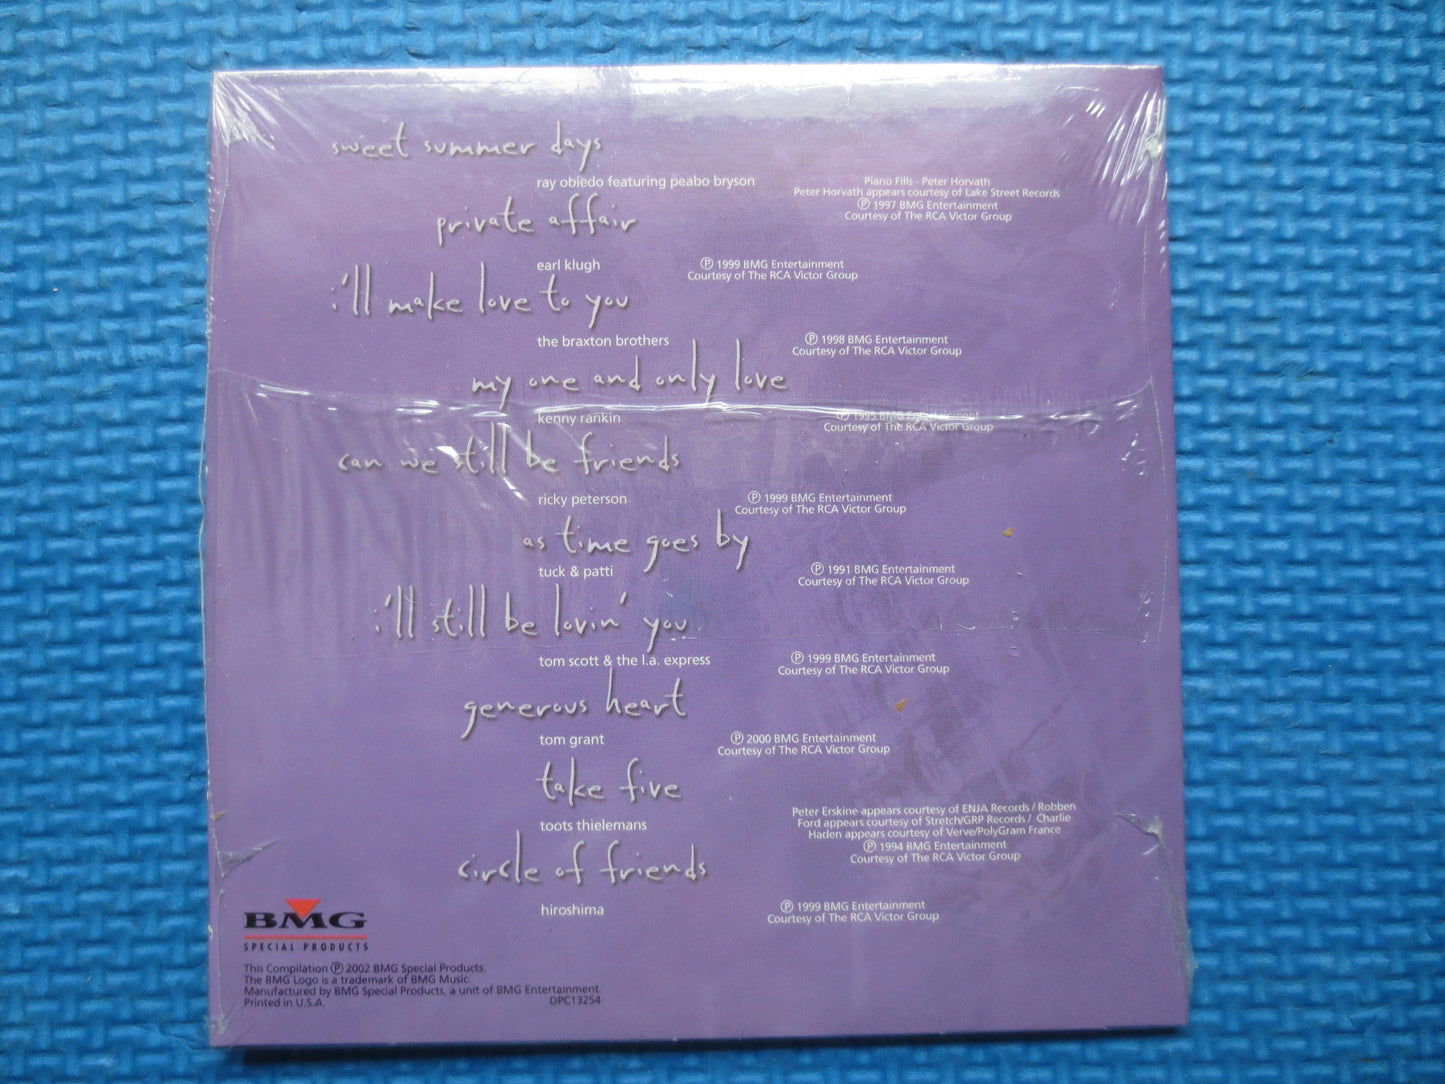 sweet summer days
ray obiedo featuring peabo bryson
Piano Fills - Peter Horvath
Peter Horvath appears courtesy of Lake Street Records
℗ 1997 BMG Entertainment
Courtesy of The RCA Victor Group
private affair
earl klugh
℗ 1999 BMG Entertainment
Courtesy of The RCA Victor Group
i'll make love to you
the braxton brothers
℗ 1998 BMG Entertainment
Courtesy of The RCA Victor Group
my one and only love
kenny rankin
℗ 1995 BMG Entertainment
Courtesy of The RCA Victor Group
can we still be friends
ricky peterson
℗ 1999 BMG Entertainment
Courtesy of The RCA Victor Group
as time goes by
tuck & patti
℗ 1991 BMG Entertainment
Courtesy of The RCA Victor Group
i'll still be lovin' you
tom scott & the l.a. express
℗ 1999 BMG Entertainment
Courtesy of The RCA Victor Group
generous heart
tom grant
℗ 2000 BMG Entertainment
Courtesy of The RCA Victor Group
take five
toots thielemans
Peter Erskine appears courtesy of ENJA Records / Robben
Ford appears courtesy of Stretch/GRP Records / Charlie
Haden appears courtesy of Verve/PolyGram France
℗ 1994 BMG Entertainment
Courtesy of The RCA Victor Group
circle of friends
hiroshima
℗ 1999 BMG Entertainment
Courtesy of The RCA Victor Group
BMG
SPECIAL PRODUCTS
This Compilation ℗ 2002 BMG Special Products.
The BMG Logo is a trademark of BMG Music.
Manufactured by BMG Special Products, a unit of BMG Entertainment.
Printed in U.S.A. DPC13254